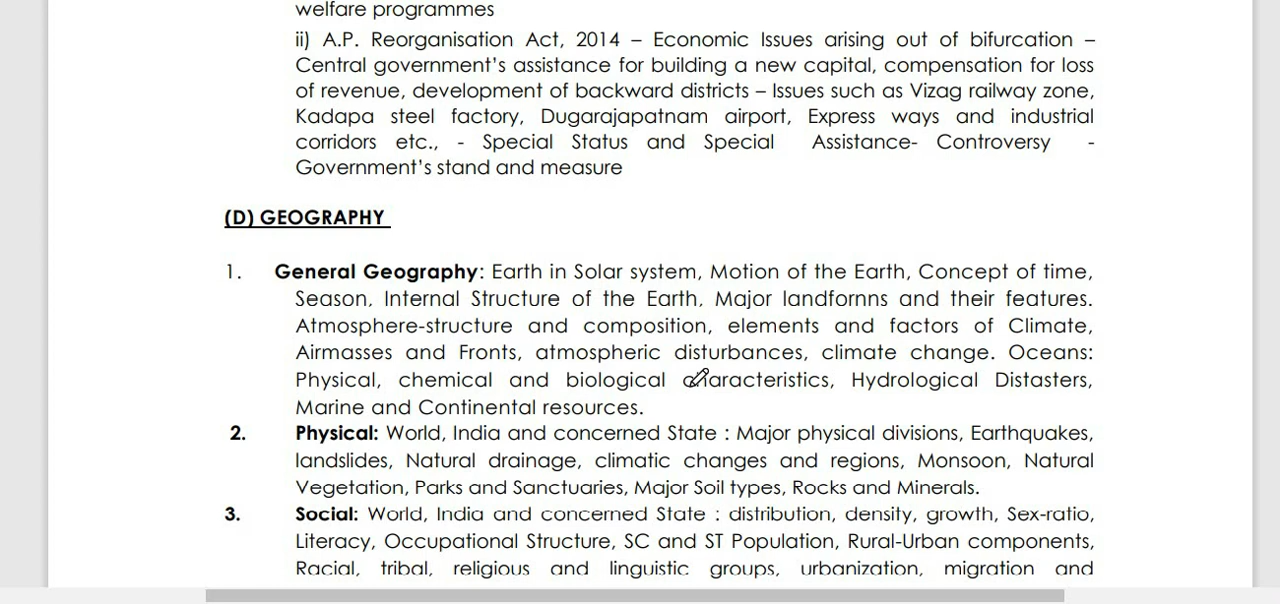 welfare programmes
ii) A.P. Reorganisation Act, 2014 – Economic Issues arising out of bifurcation –
Central government's assistance for building a new capital, compensation for loss
of revenue, development of backward districts – Issues such as Vizag railway zone,
Kadapa steel factory, Dugarajapatnam airport, Express ways and industrial
corridors etc., - Special Status and Special Assistance- Controversy -
Government's stand and measure
(D) GEOGRAPHY
1. General Geography: Earth in Solar system, Motion of the Earth, Concept of time,
Season, Internal Structure of the Earth, Major landfornns and their features.
Atmosphere-structure and composition, elements and factors of Climate,
Airmasses and Fronts, atmospheric disturbances, climate change. Oceans:
Physical, chemical and biological characteristics, Hydrological Distasters,
Marine and Continental resources.
2. Physical: World, India and concerned State : Major physical divisions, Earthquakes,
landslides, Natural drainage, climatic changes and regions, Monsoon, Natural
Vegetation, Parks and Sanctuaries, Major Soil types, Rocks and Minerals.
3. Social: World, India and concerned State : distribution, density, growth, Sex-ratio,
Literacy, Occupational Structure, SC and ST Population, Rural-Urban components,
Racial, tribal, religious and linguistic groups, urbanization, migration and